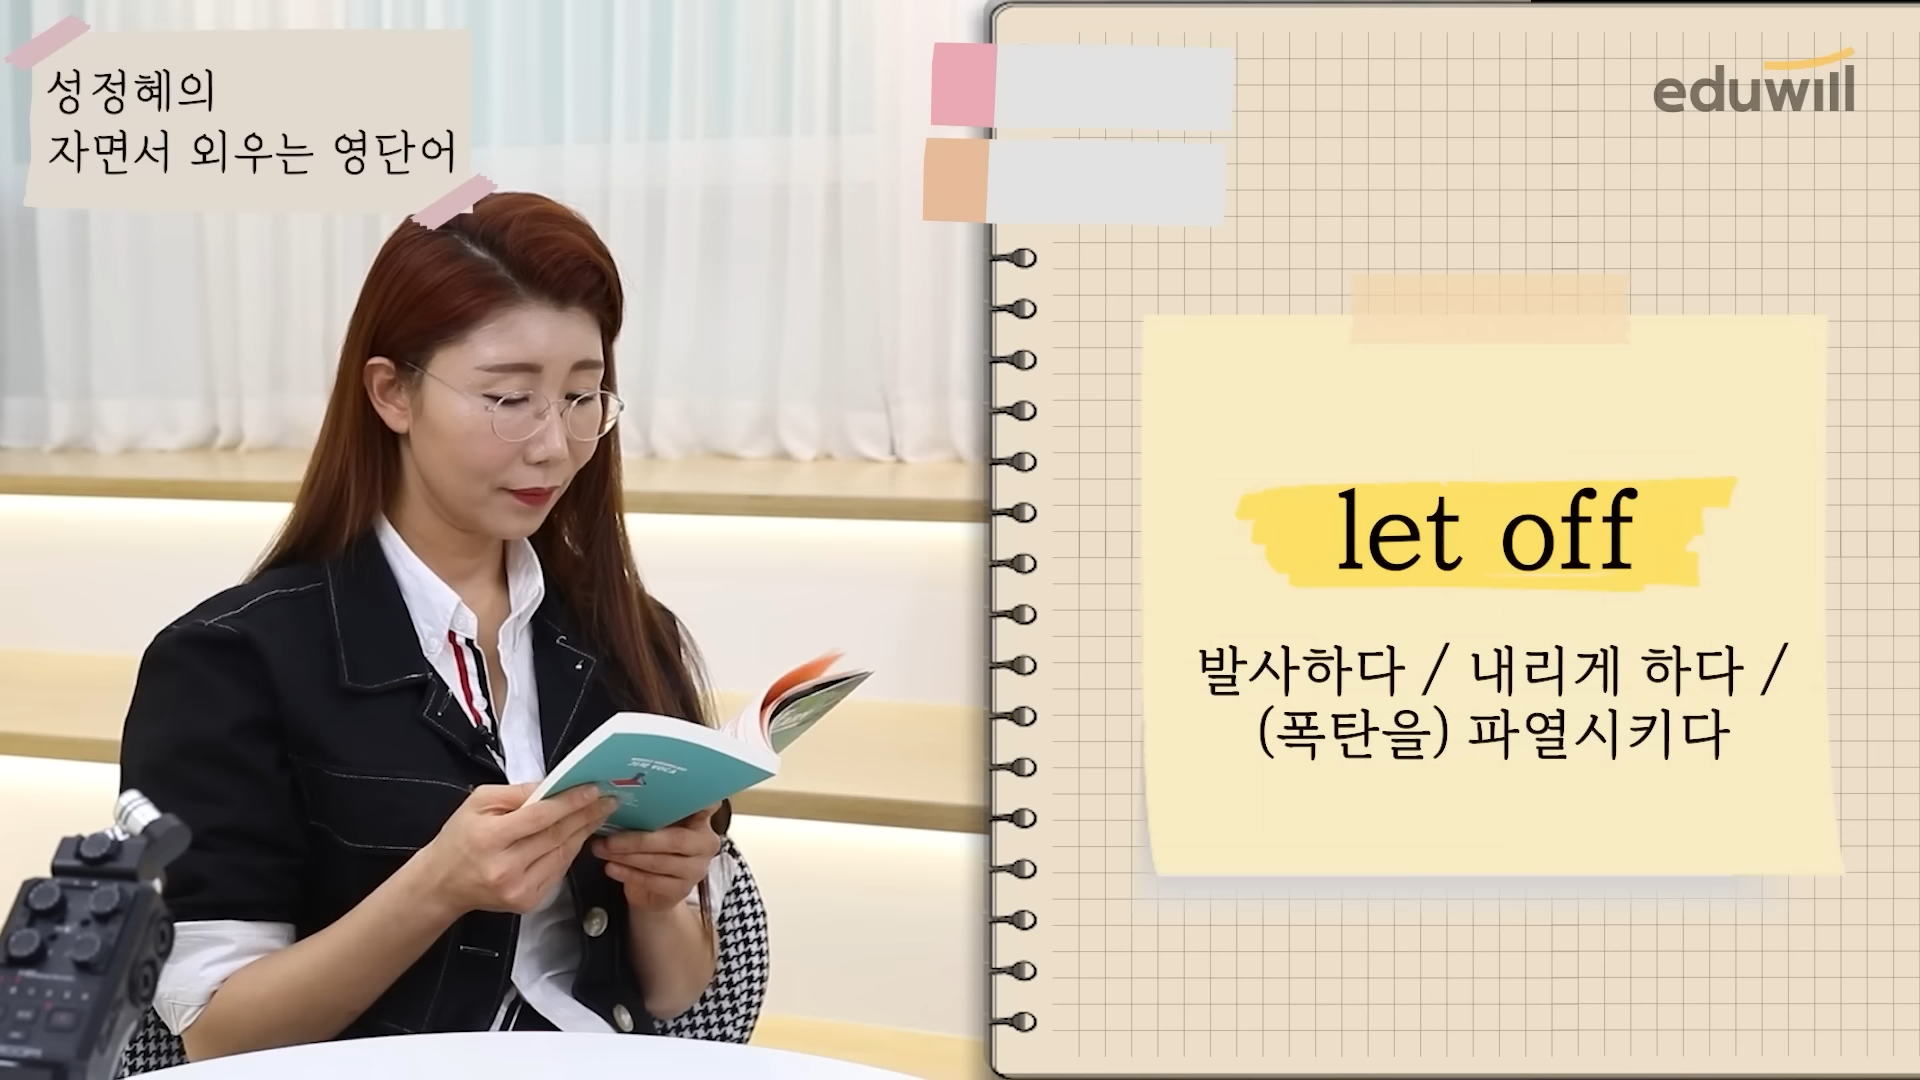 성정혜의
자면서 외우는 영단어
eduwill
let off
발사하다 / 내리게 하다 /
(폭탄을) 파열시키다